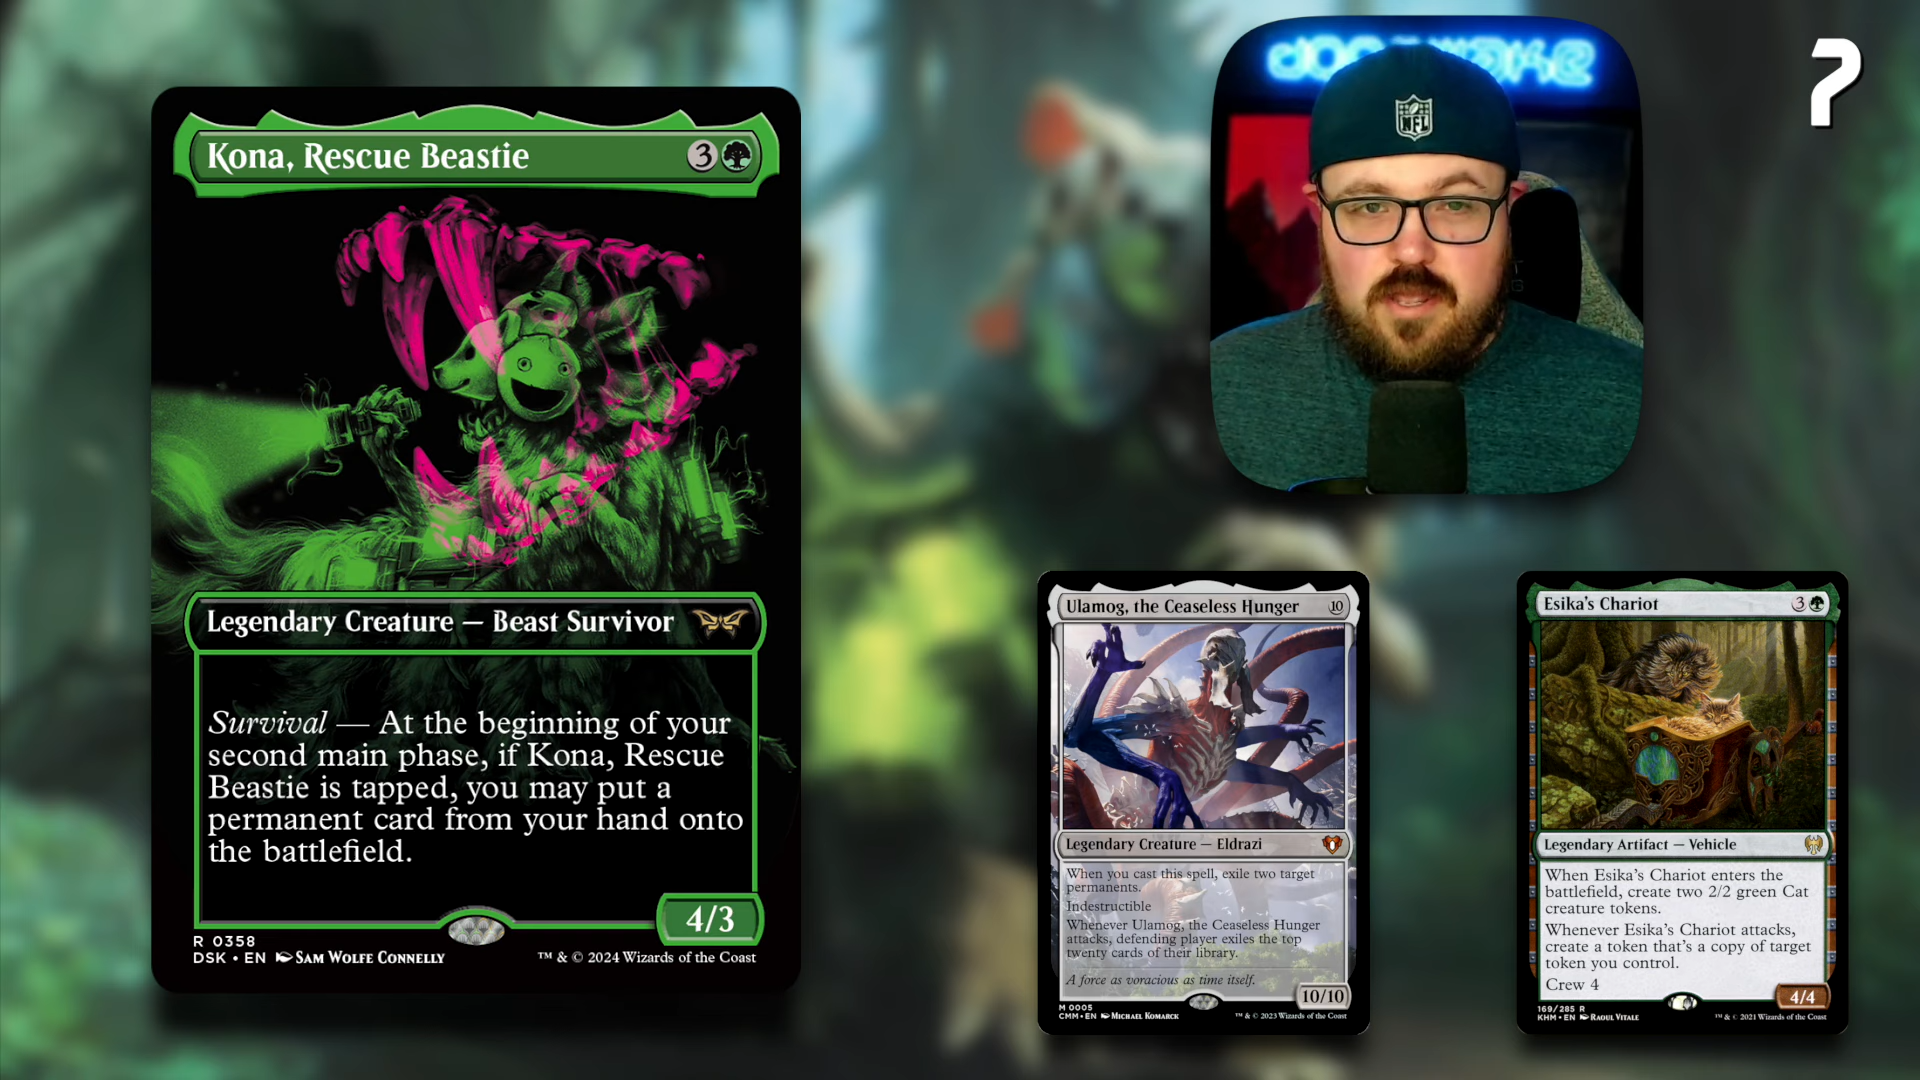 Kona, Rescue Beastie
3
Legendary Creature — Beast Survivor
Survival — At the beginning of your
second main phase, if Kona, Rescue
Beastie is tapped, you may put a
permanent card from your hand onto
the battlefield.
4/3
R 0358
DSK • EN Sam Wolfe Connelly
™ & © 2024 Wizards of the Coast
NFL
?
Ulamog, the Ceaseless Hunger
10
Legendary Creature — Eldrazi
When you cast this spell, exile two target
permanents.
Indestructible
Whenever Ulamog, the Ceaseless Hunger
attacks, defending player exiles the top
twenty cards of their library.
A force as voracious as time itself.
10/10
M 0005
CMM • EN Michael Komarck
™ & © 2023 Wizards of the Coast
Esika's Chariot
3
Legendary Artifact — Vehicle
When Esika's Chariot enters the
battlefield, create two 2/2 green Cat
creature tokens.
Whenever Esika's Chariot attacks,
create a token that's a copy of target
token you control.
Crew 4
4/4
169/285 R
KHM • EN Raoul Vitale
™ & © 2021 Wizards of the Coast